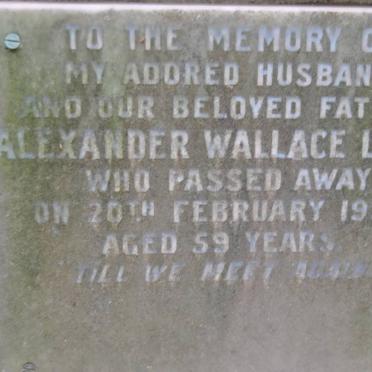 TO THE MEMORY O
MY ADORED HUSBAN
AND OUR BELOVED FAT
ALEXANDER WALLACE L
WHO PASSED AWAY
ON 20TH FEBRUARY 19
AGED 59 YEARS
TILL WE MEET AGAIN